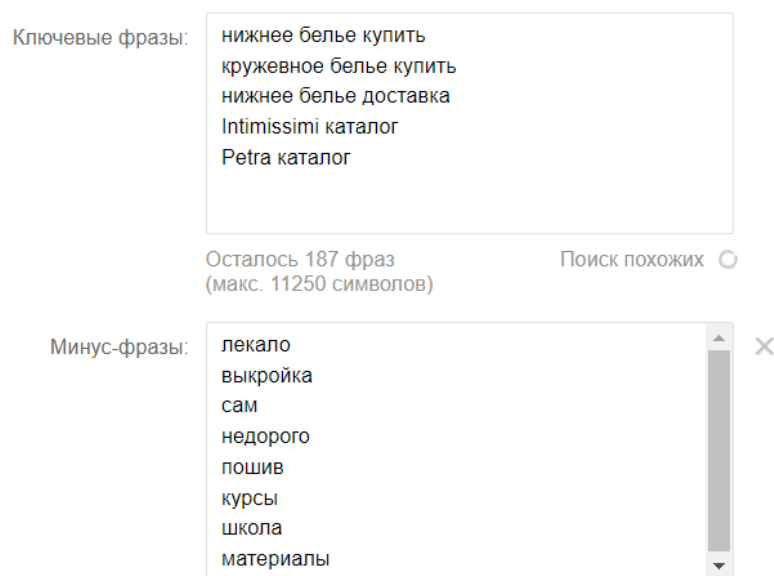 Ключевые фразы:
нижнее белье купить
кружевное белье купить
нижнее белье доставка
Intimissimi каталог
Petra каталог
Осталось 187 фраз
(макс. 11250 символов)
Поиск похожих
Минус-фразы:
лекало
выкройка
сам
недорого
пошив
курсы
школа
материалы